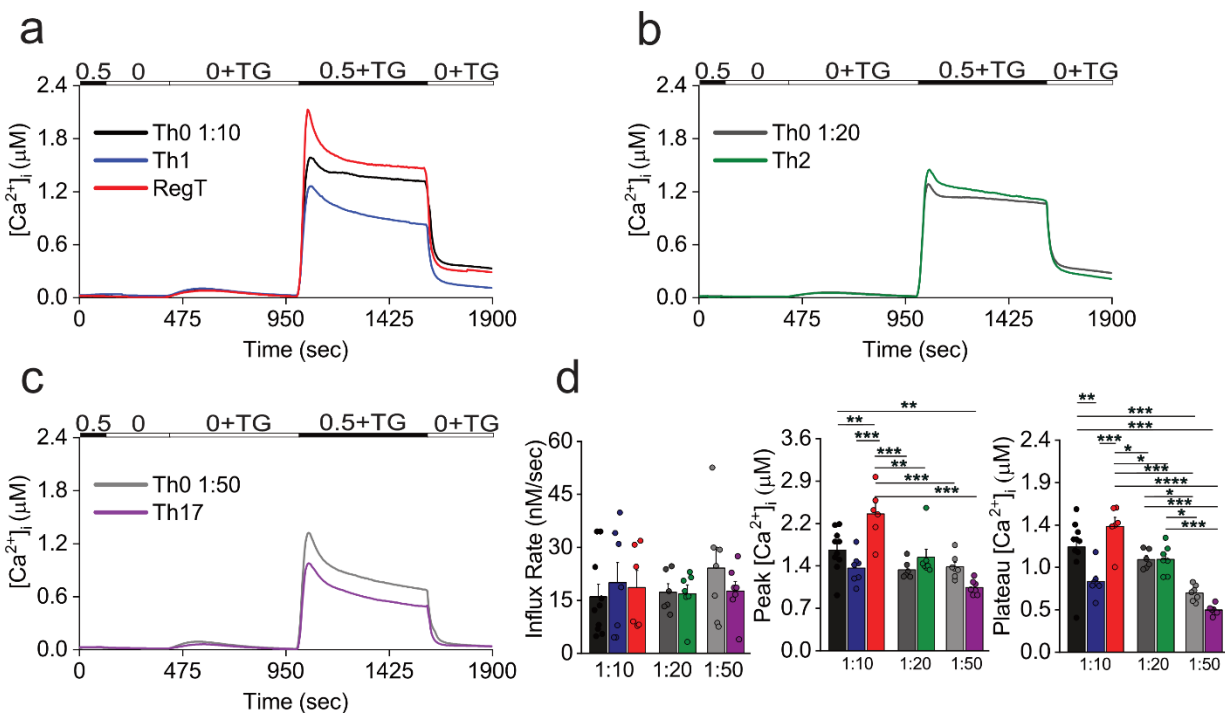 a
0.5 0 0+TG 0.5+TG 0+TG
2.4
1.8
1.2
0.6
0.0
[Ca²⁺]ᵢ (μM)
Th0 1:10
Th1
RegT
0 475 950 1425 1900
Time (sec)
b
0.5 0 0+TG 0.5+TG 0+TG
2.4
1.8
1.2
0.6
0.0
[Ca²⁺]ᵢ (μM)
Th0 1:20
Th2
0 475 950 1425 1900
Time (sec)
c
0.5 0 0+TG 0.5+TG 0+TG
2.4
1.8
1.2
0.6
0.0
[Ca²⁺]ᵢ (μM)
Th0 1:50
Th17
0 475 950 1425 1900
Time (sec)
d
60
45
30
15
0
Influx Rate (nM/sec)
1:10 1:20 1:50
3.6
2.9
2.2
1.4
0.7
0.0
Peak [Ca²⁺]ᵢ (μM)
**
**
***
***
**
***
***
1:10 1:20 1:50
2.4
1.9
1.4
1.0
0.5
0.0
Plateau [Ca²⁺]ᵢ (μM)
**
***
***
***
*
*
***
****
*
***
*
***
1:10 1:20 1:50